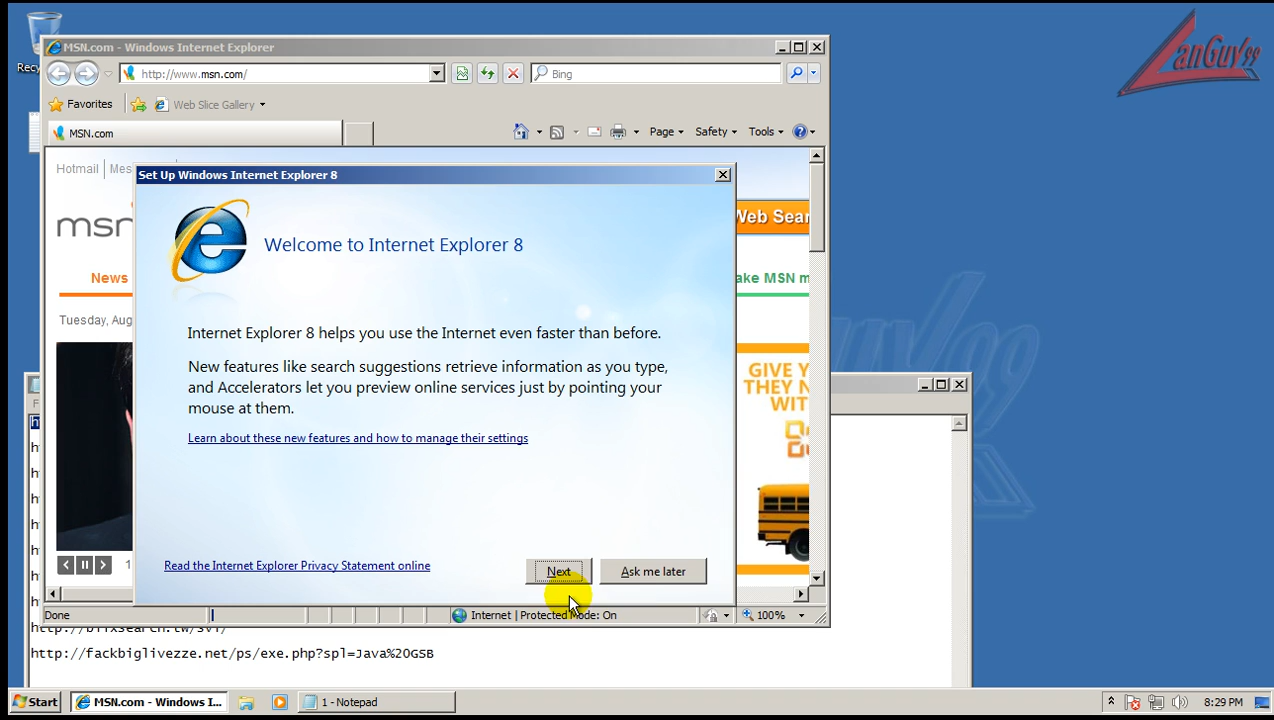 Recy
LanGuy99
MSN.com - Windows Internet Explorer
http://www.msn.com/
Bing
Favorites
Web Slice Gallery
MSN.com
Page
Safety
Tools
Hotmail
Mes
msn
Web Sear
News
ake MSN m
Tuesday, Aug
Set Up Windows Internet Explorer 8
Welcome to Internet Explorer 8
Internet Explorer 8 helps you use the Internet even faster than before.
New features like search suggestions retrieve information as you type,
and Accelerators let you preview online services just by pointing your
mouse at them.
Learn about these new features and how to manage their settings
Read the Internet Explorer Privacy Statement online
Next
Ask me later
GIVE Y
THEY N
WIT
1
Done
Internet | Protected Mode: On
100%
http://fackbiglivezze.net/ps/exe.php?spl=Java%20GSB
Start
MSN.com - Windows I...
1 - Notepad
8:29 PM